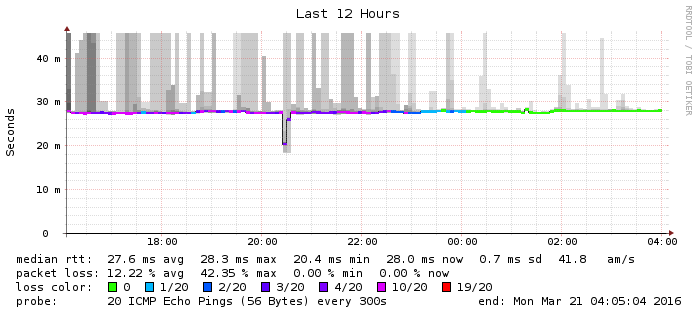 Last 12 Hours
RRDTOOL / TOBI OETIKER
Seconds
40 m
30 m
20 m
10 m
0
18:00 20:00 22:00 00:00 02:00 04:00
median rtt: 27.6 ms avg 28.3 ms max 20.4 ms min 28.0 ms now 0.7 ms sd 41.8 am/s
packet loss: 12.22 % avg 42.35 % max 0.00 % min 0.00 % now
loss color: 0 1/20 2/20 3/20 4/20 10/20 19/20
probe: 20 ICMP Echo Pings (56 Bytes) every 300s end: Mon Mar 21 04:05:04 2016